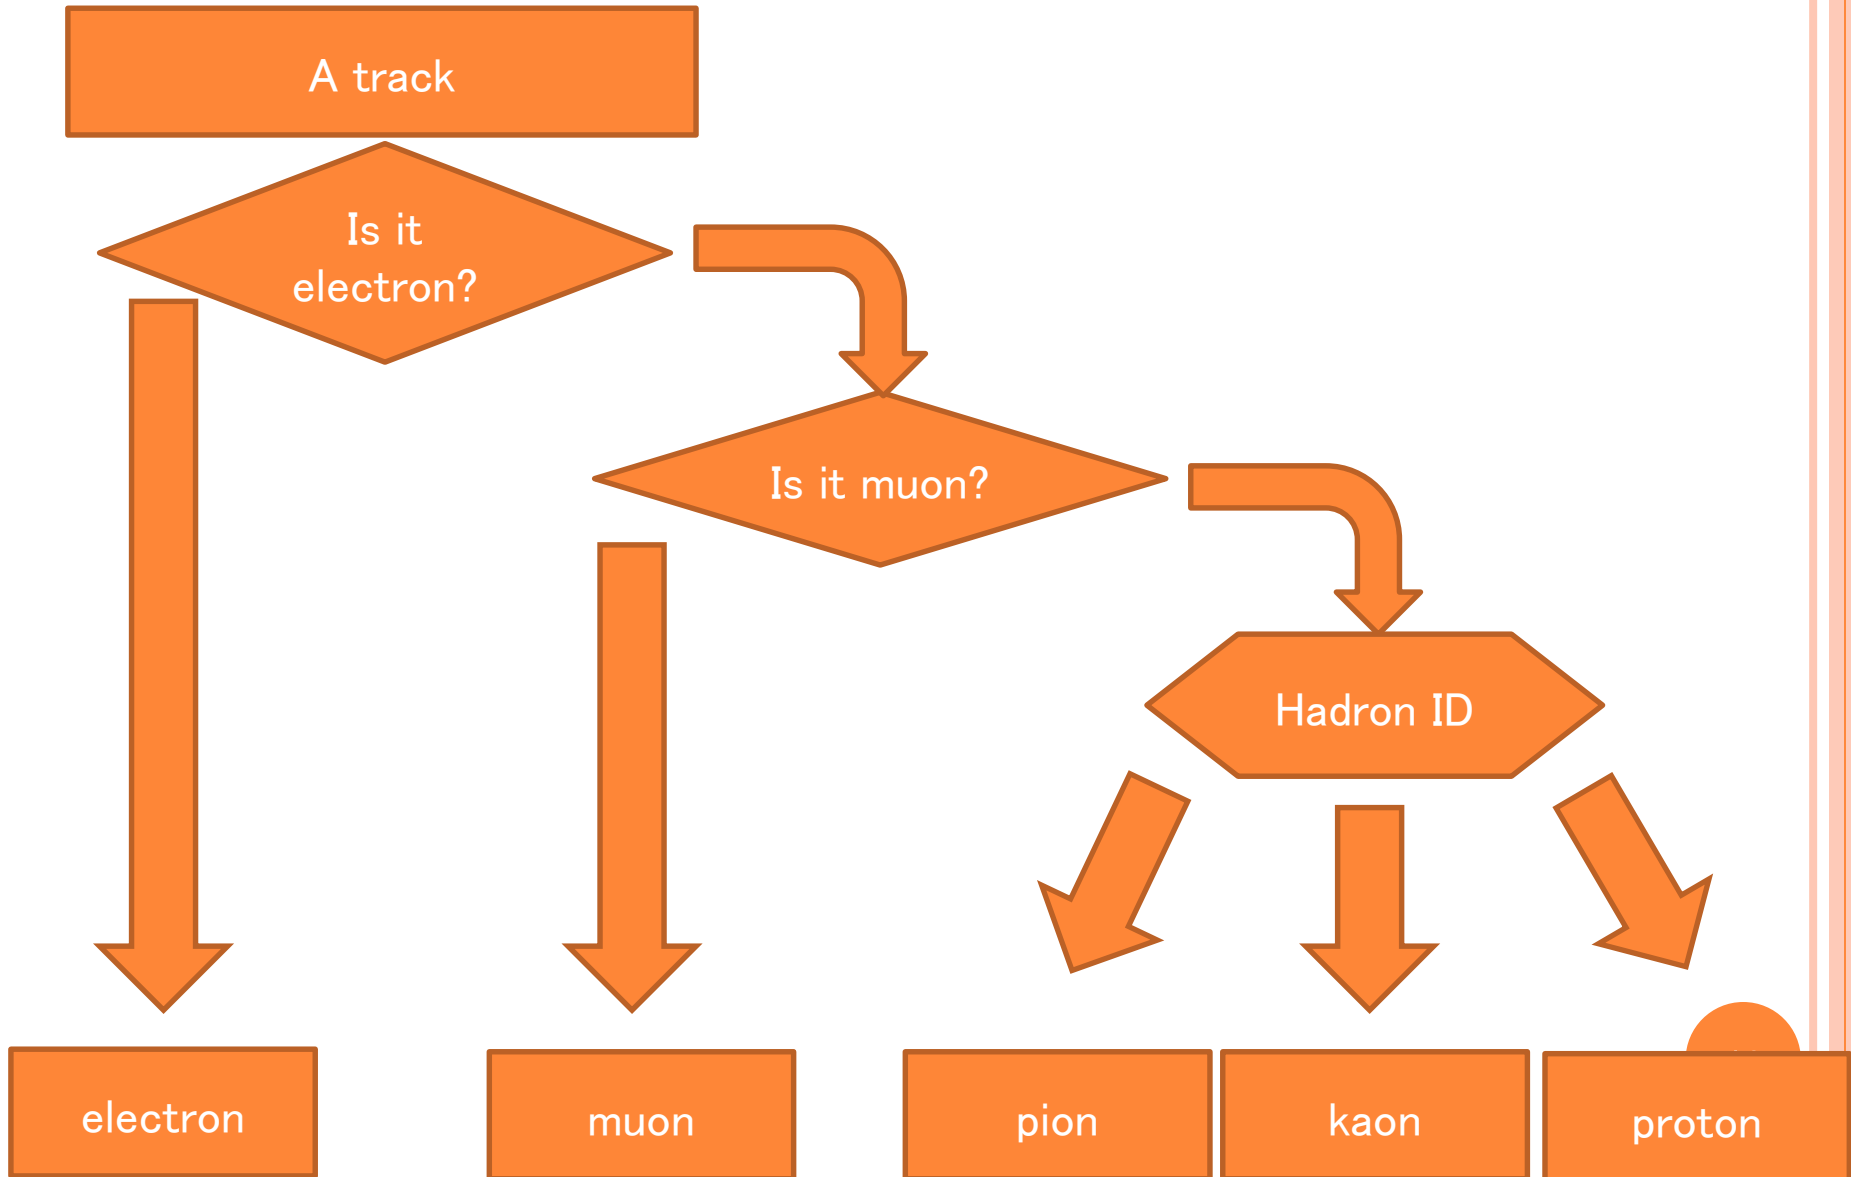 A track
Is it
electron?
Is it muon?
Hadron ID
electron
muon
pion
kaon
proton